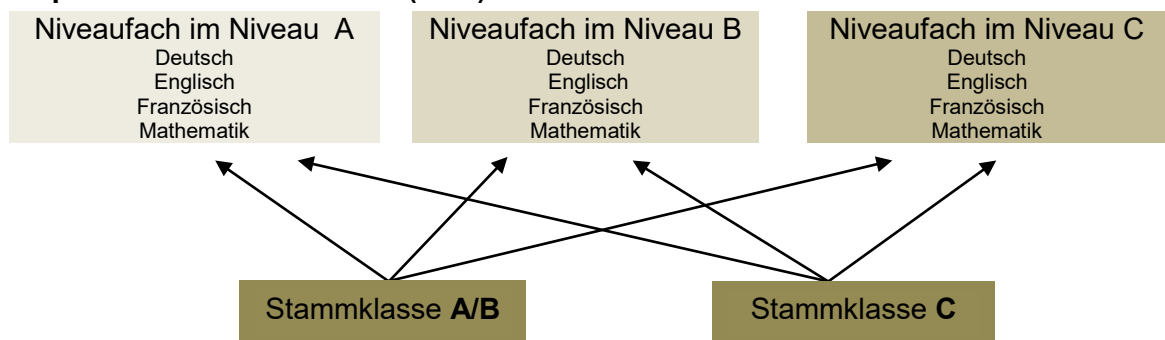 Niveaufach im Niveau A
Deutsch
Englisch
Französisch
Mathematik
Niveaufach im Niveau B
Deutsch
Englisch
Französisch
Mathematik
Niveaufach im Niveau C
Deutsch
Englisch
Französisch
Mathematik
Stammklasse A/B
Stammklasse C